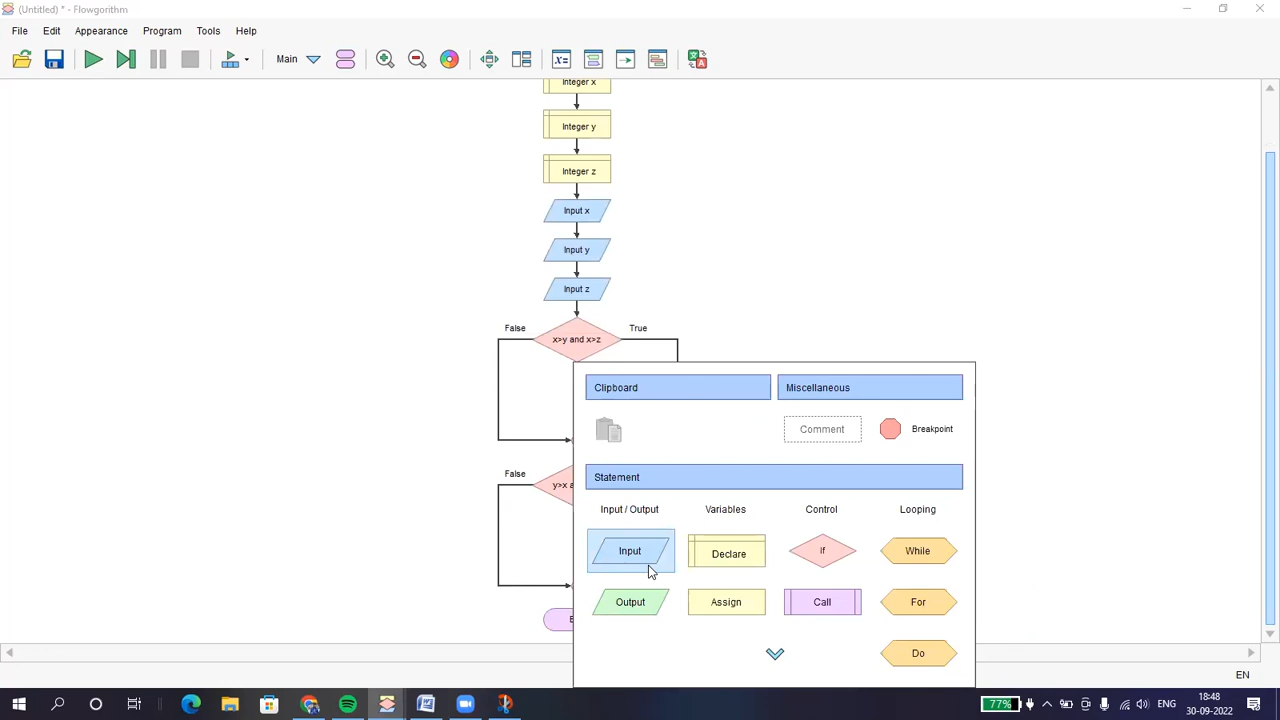 (Untitled) * - Flowgorithm
File Edit Appearance Program Tools Help
Main
x=
Integer x
Integer y
Integer z
Input x
Input y
Input z
False True
x>y and x>z
Clipboard Miscellaneous
Comment Breakpoint
False
y>x
Statement
Input / Output Variables Control Looping
Input Declare If While
Output Assign Call For
Do
EN
77% ENG 18:48
30-09-2022